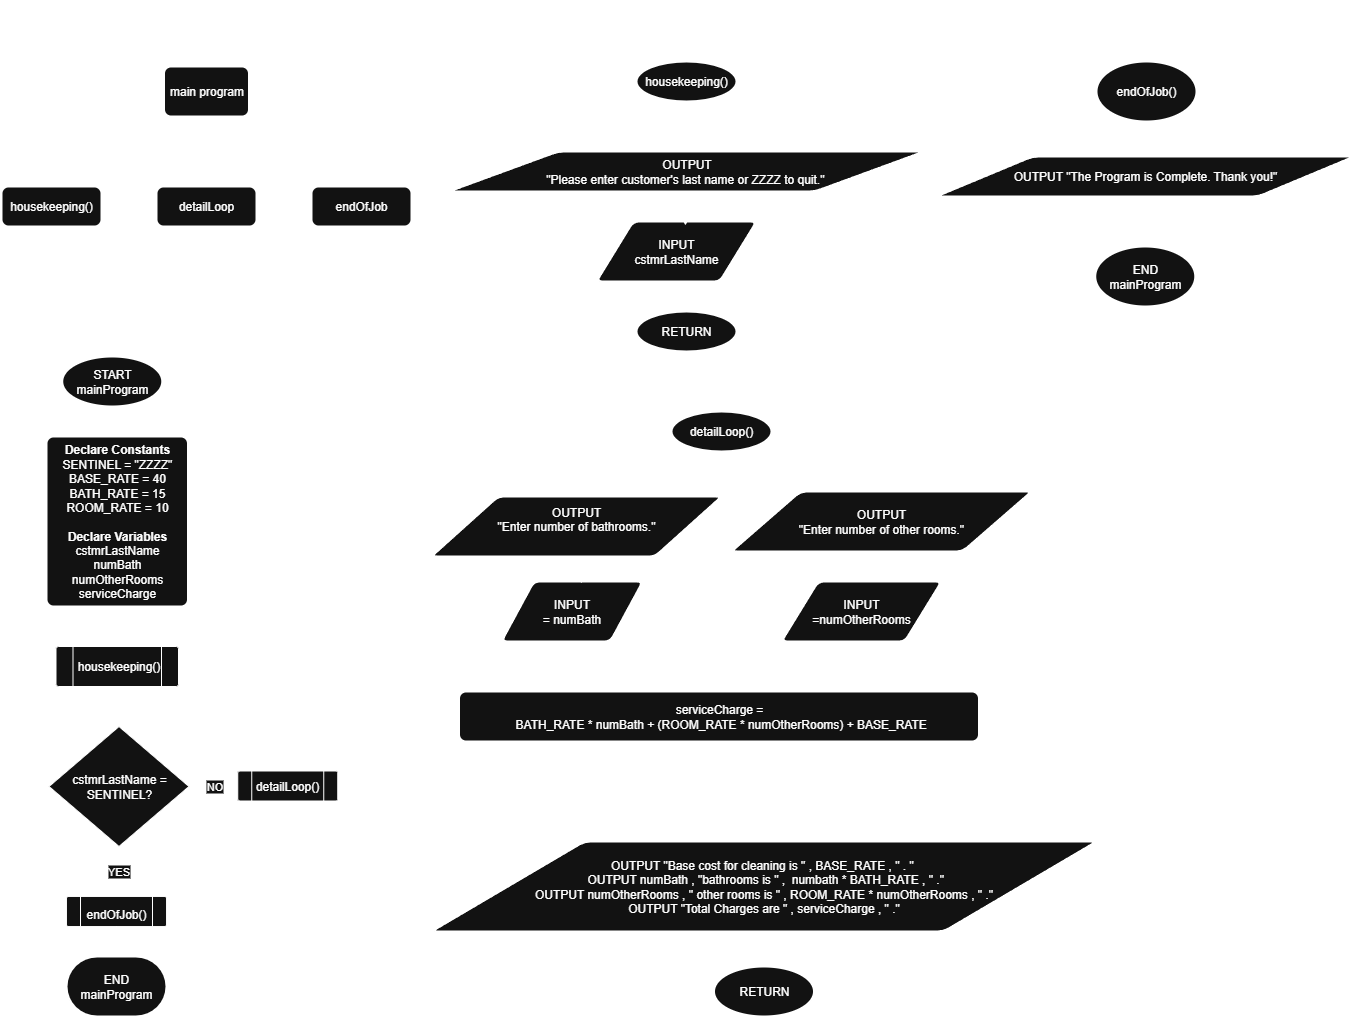 main program
housekeeping()
detailLoop
endOfJob
START
mainProgram
Declare Constants
SENTINEL = "ZZZZ"
BASE_RATE = 40
BATH_RATE = 15
ROOM_RATE = 10
Declare Variables
cstmrLastName
numBath
numOtherRooms
serviceCharge
housekeeping()
cstmrLastName =
SENTINEL?
NO
detailLoop()
YES
endOfJob()
END
mainProgram
housekeeping()
OUTPUT
"Please enter customer's last name or ZZZZ to quit."
INPUT
cstmrLastName
RETURN
detailLoop()
OUTPUT
"Enter number of bathrooms."
INPUT
= numBath
OUTPUT
"Enter number of other rooms."
INPUT
=numOtherRooms
serviceCharge =
BATH_RATE * numBath + (ROOM_RATE * numOtherRooms) + BASE_RATE
OUTPUT "Base cost for cleaning is " , BASE_RATE , " . "
OUTPUT numBath , "bathrooms is " ,  numbath * BATH_RATE , " ."
OUTPUT numOtherRooms , " other rooms is " , ROOM_RATE * numOtherRooms , " ."
OUTPUT "Total Charges are " , serviceCharge , " ."
RETURN
endOfJob()
OUTPUT "The Program is Complete. Thank you!"
END
mainProgram